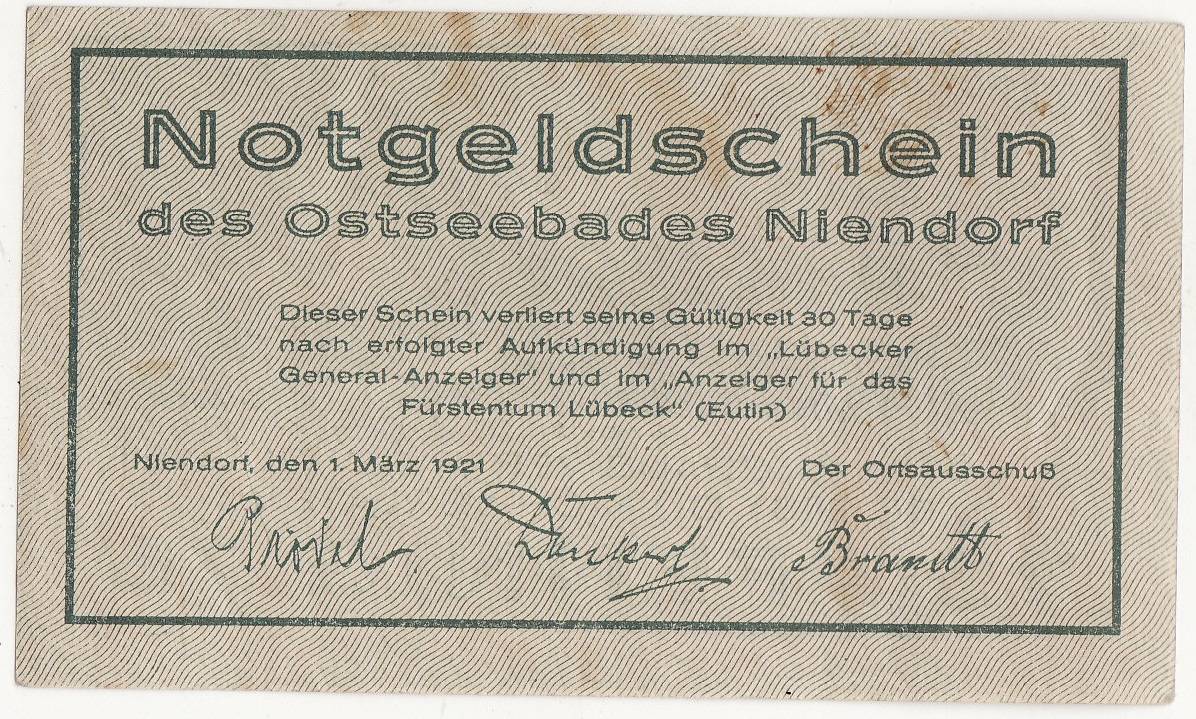 Notgeldschein
des Ostseebades Niendorf
Dieser Schein verliert seine Gültigkeit 30 Tage
nach erfolgter Aufkündigung im „Lübecker
General-Anzeiger“ und im „Anzeiger für das
Fürstentum Lübeck“ (Eutin)
Niendorf, den 1. März 1921 Der Ortsausschuß
Brandt